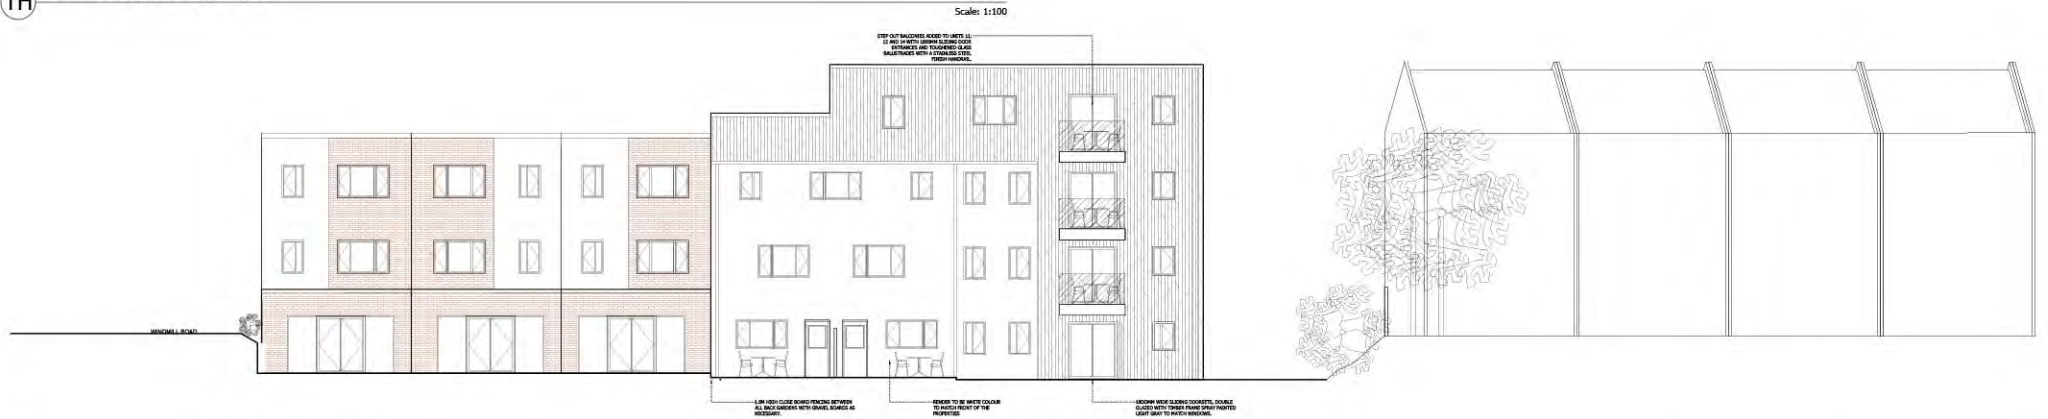 TH
Scale: 1:100
STEP OUT BALCONIES ADDED TO UNITS 11,
12 AND 14 WITH 1800MM SLIDING DOOR
ENTRANCES AND TOUGHENED GLASS
BALUSTRADES WITH A STAINLESS STEEL
FINISH HANDRAIL.
WINDMILL ROAD
1.8M HIGH CLOSE BOARD FENCING BETWEEN
ALL BACK GARDENS WITH GRAVEL BOARDS AS
NECESSARY.
RENDER TO BE WHITE COLOUR
TO MATCH FRONT OF THE
PROPERTIES
1800MM WIDE SLIDING DOORSETS, DOUBLE
GLAZED WITH TIMBER FRAME SPRAY PAINTED
LIGHT GRAY TO MATCH WINDOWS.